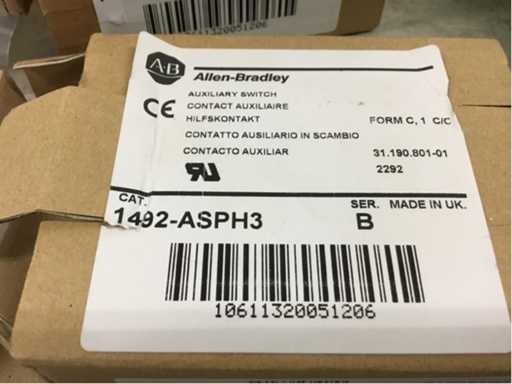 11320051206
A-B
Allen-Bradley
AUXILIARY SWITCH
CONTACT AUXILIAIRE
CE
HILFSKONTAKT FORM C, 1 C/C
CONTATTO AUSILIARIO IN SCAMBIO
CONTACTO AUXILIAR 31.190.801-01
2292
CAT. SER. MADE IN UK.
1492-ASPH3 B
10611320051206